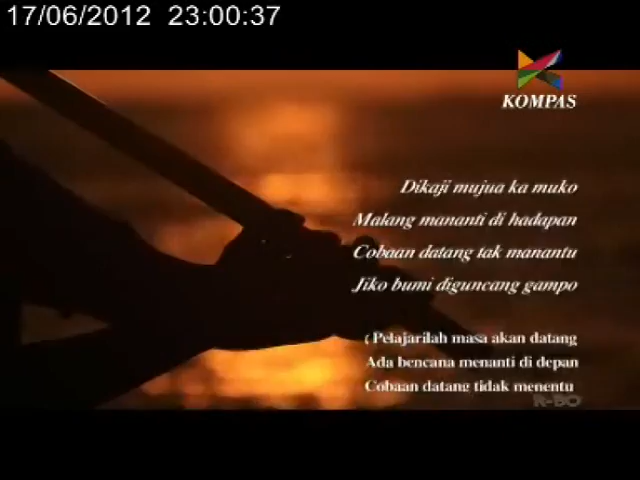 17/06/2012 23:00:37
KOMPAS
Dikaji mujua ka muko
Malang mananti di hadapan
Cobaan datang tak manantu
Jiko bumi diguncang gampo
( Pelajarilah masa akan datang
Ada bencana menanti di depan
Cobaan datang tidak menentu
R-BO